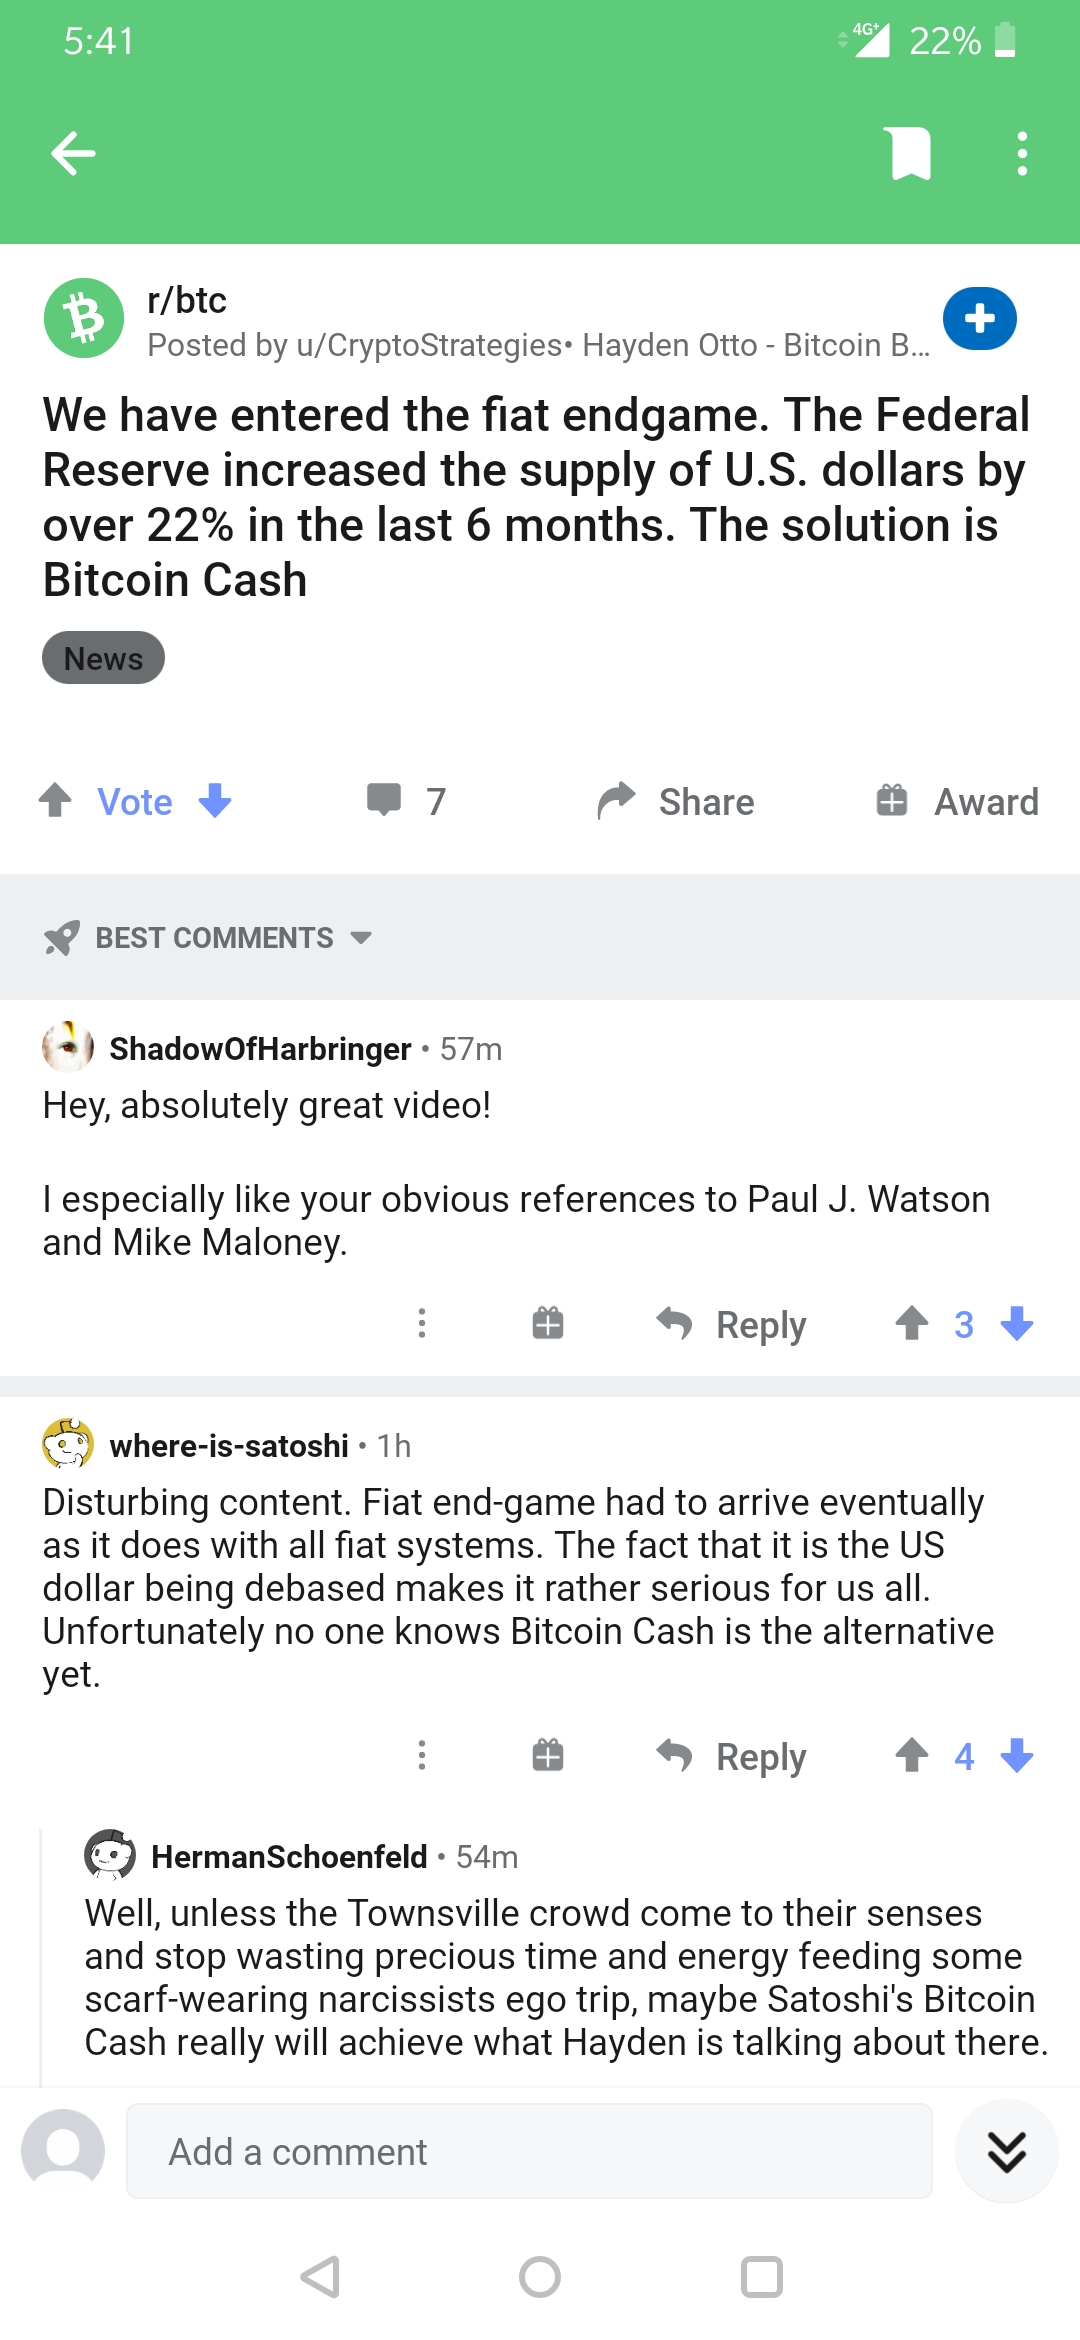 5:41
4G+ 22%
r/btc
Posted by u/CryptoStrategies• Hayden Otto - Bitcoin B...
We have entered the fiat endgame. The Federal
Reserve increased the supply of U.S. dollars by
over 22% in the last 6 months. The solution is
Bitcoin Cash
News
Vote 7 Share Award
BEST COMMENTS
ShadowOfHarbringer • 57m
Hey, absolutely great video!
I especially like your obvious references to Paul J. Watson
and Mike Maloney.
Reply 3
where-is-satoshi • 1h
Disturbing content. Fiat end-game had to arrive eventually
as it does with all fiat systems. The fact that it is the US
dollar being debased makes it rather serious for us all.
Unfortunately no one knows Bitcoin Cash is the alternative
yet.
Reply 4
HermanSchoenfeld • 54m
Well, unless the Townsville crowd come to their senses
and stop wasting precious time and energy feeding some
scarf-wearing narcissists ego trip, maybe Satoshi's Bitcoin
Cash really will achieve what Hayden is talking about there.
Add a comment